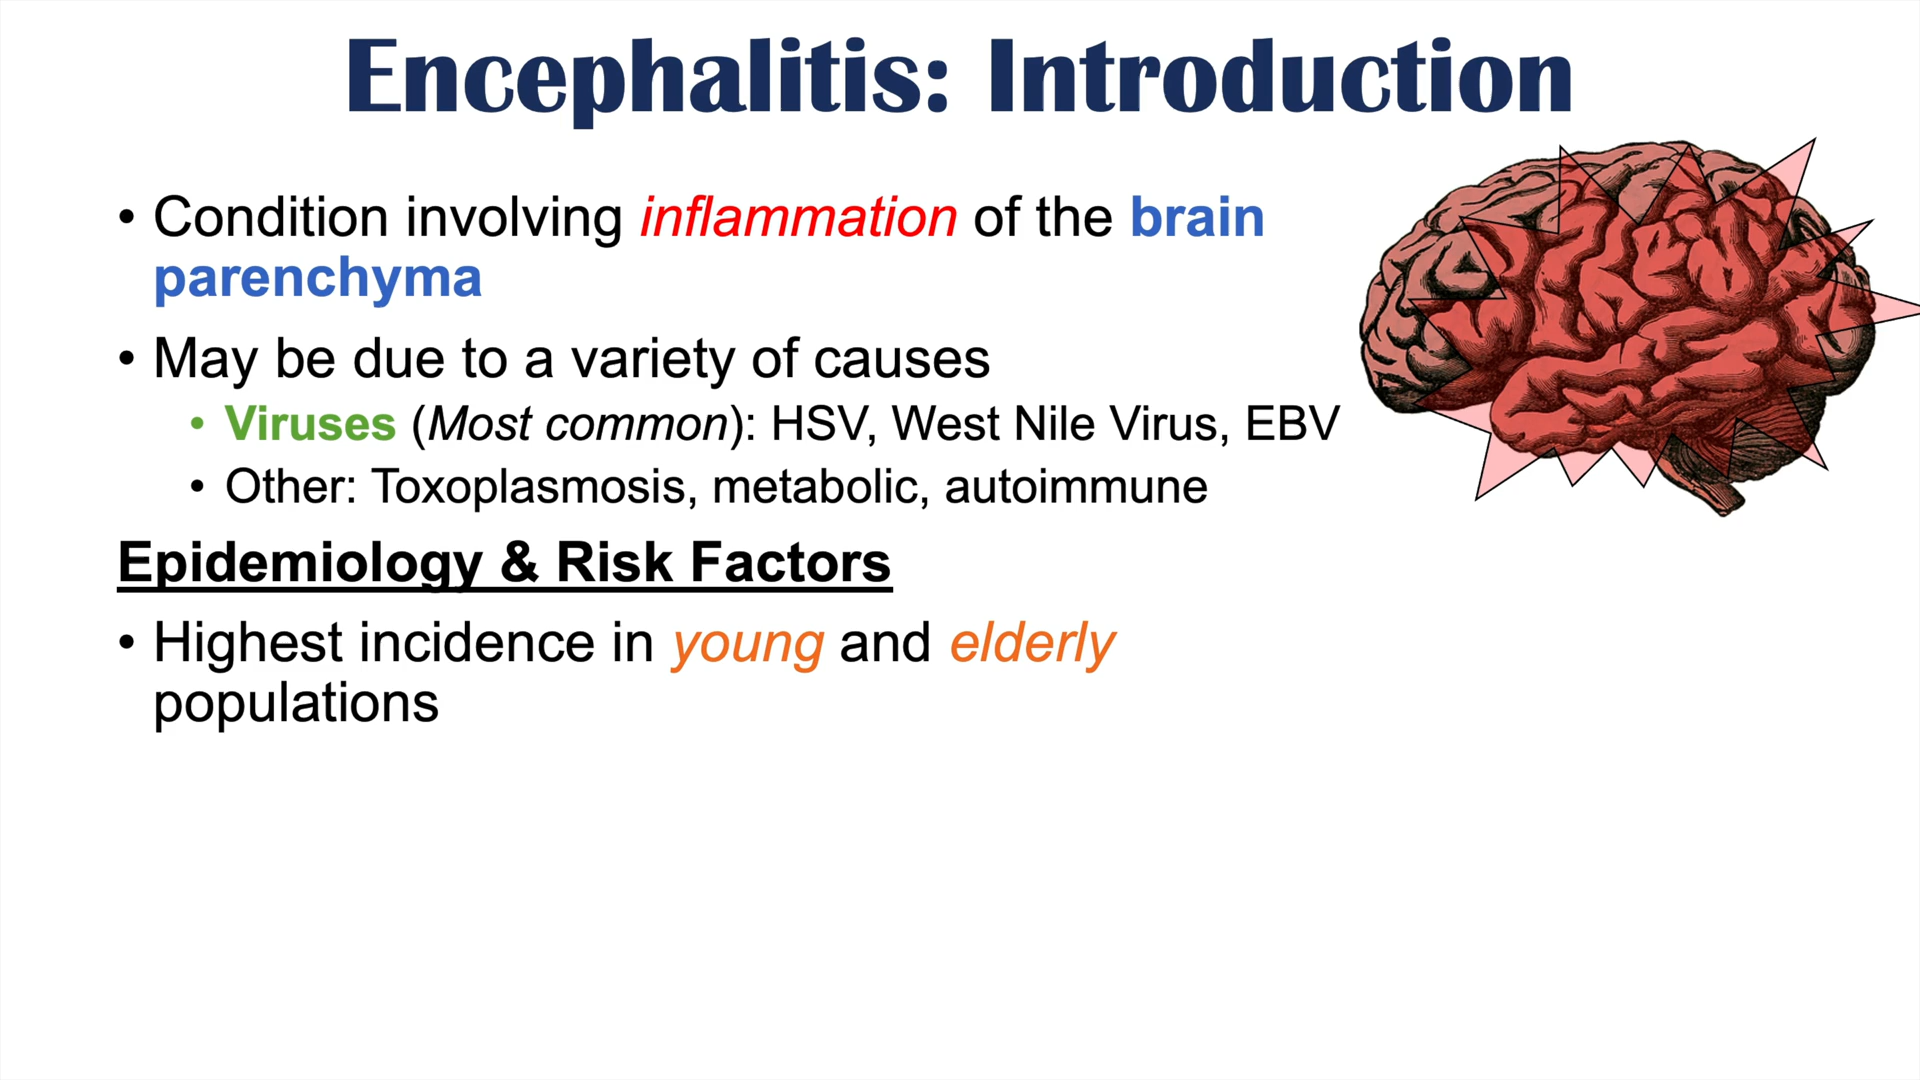 Encephalitis: Introduction
• Condition involving inflammation of the brain
parenchyma
• May be due to a variety of causes
• Viruses (Most common): HSV, West Nile Virus, EBV
• Other: Toxoplasmosis, metabolic, autoimmune
Epidemiology & Risk Factors
• Highest incidence in young and elderly
populations